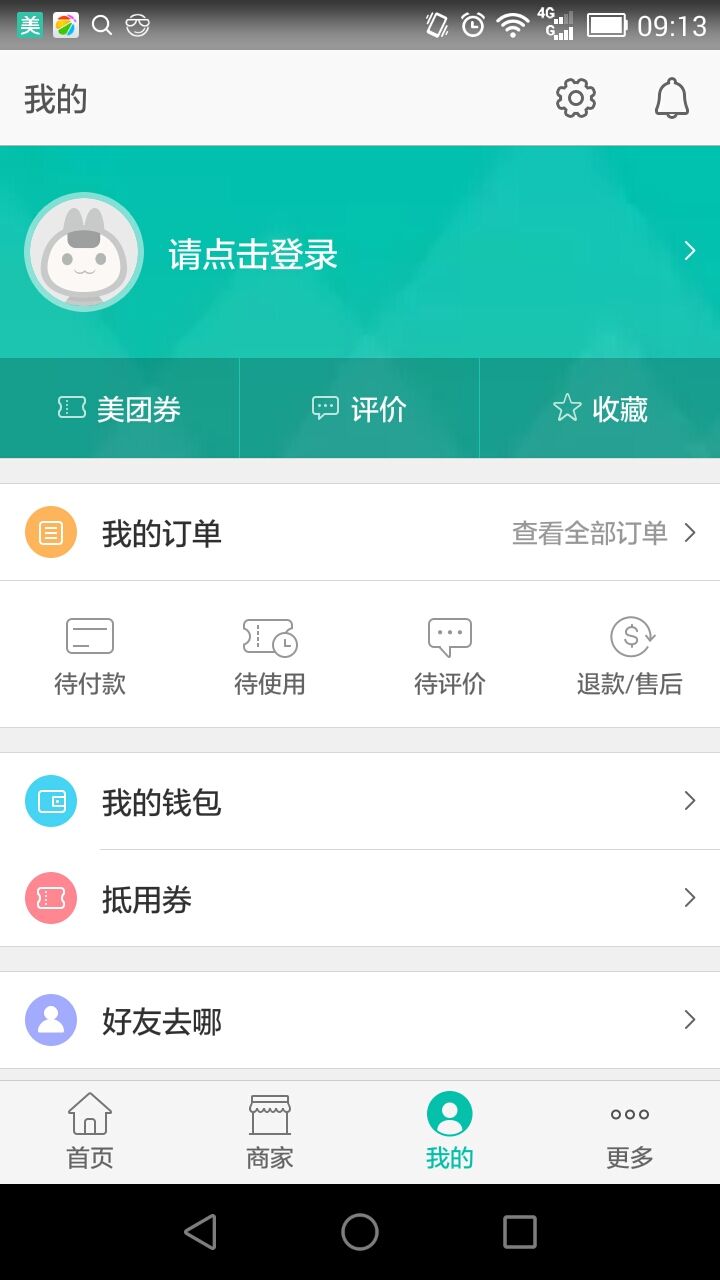 美
4G
G
09:13
我的
请点击登录
美团券
评价
收藏
我的订单
查看全部订单
待付款
待使用
待评价
退款/售后
我的钱包
抵用券
好友去哪
首页
商家
我的
更多